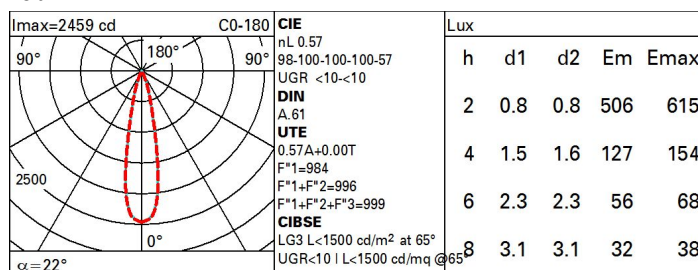 Imax=2459 cd C0-180
90° 180° 90°
2500
0°
α=22°
CIE
nL 0.57
98-100-100-100-57
UGR <10-<10
DIN
A.61
UTE
0.57A+0.00T
F"1=984
F"1+F"2=996
F"1+F"2+F"3=999
CIBSE
LG3 L<1500 cd/m² at 65°
UGR<10 | L<1500 cd/mq @65°
Lux
h d1 d2 Em Emax
2 0.8 0.8 506 615
4 1.5 1.6 127 154
6 2.3 2.3 56 68
8 3.1 3.1 32 38